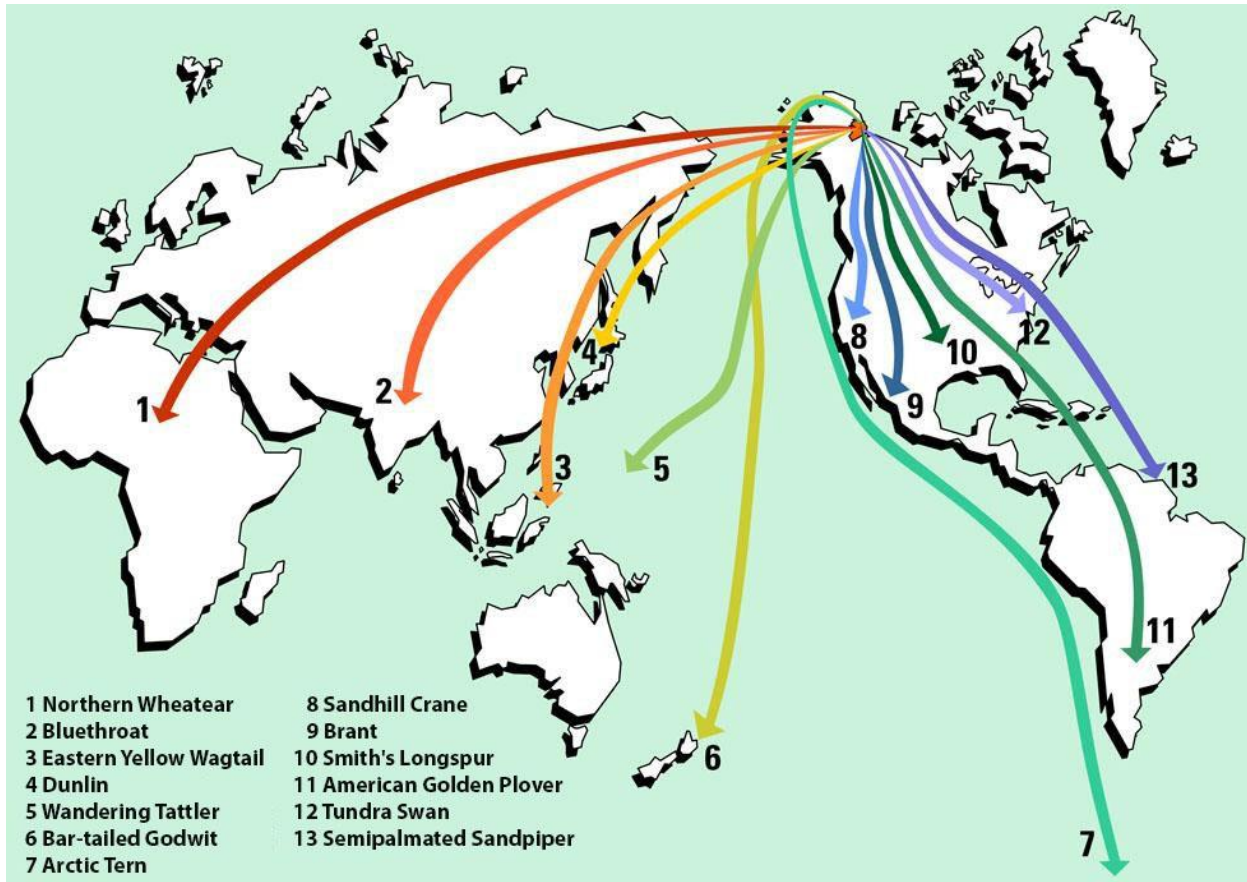 1
2
3
4
5
6
7
8
9
10
11
12
13
1 Northern Wheatear
2 Bluethroat
3 Eastern Yellow Wagtail
4 Dunlin
5 Wandering Tattler
6 Bar-tailed Godwit
7 Arctic Tern
8 Sandhill Crane
9 Brant
10 Smith's Longspur
11 American Golden Plover
12 Tundra Swan
13 Semipalmated Sandpiper